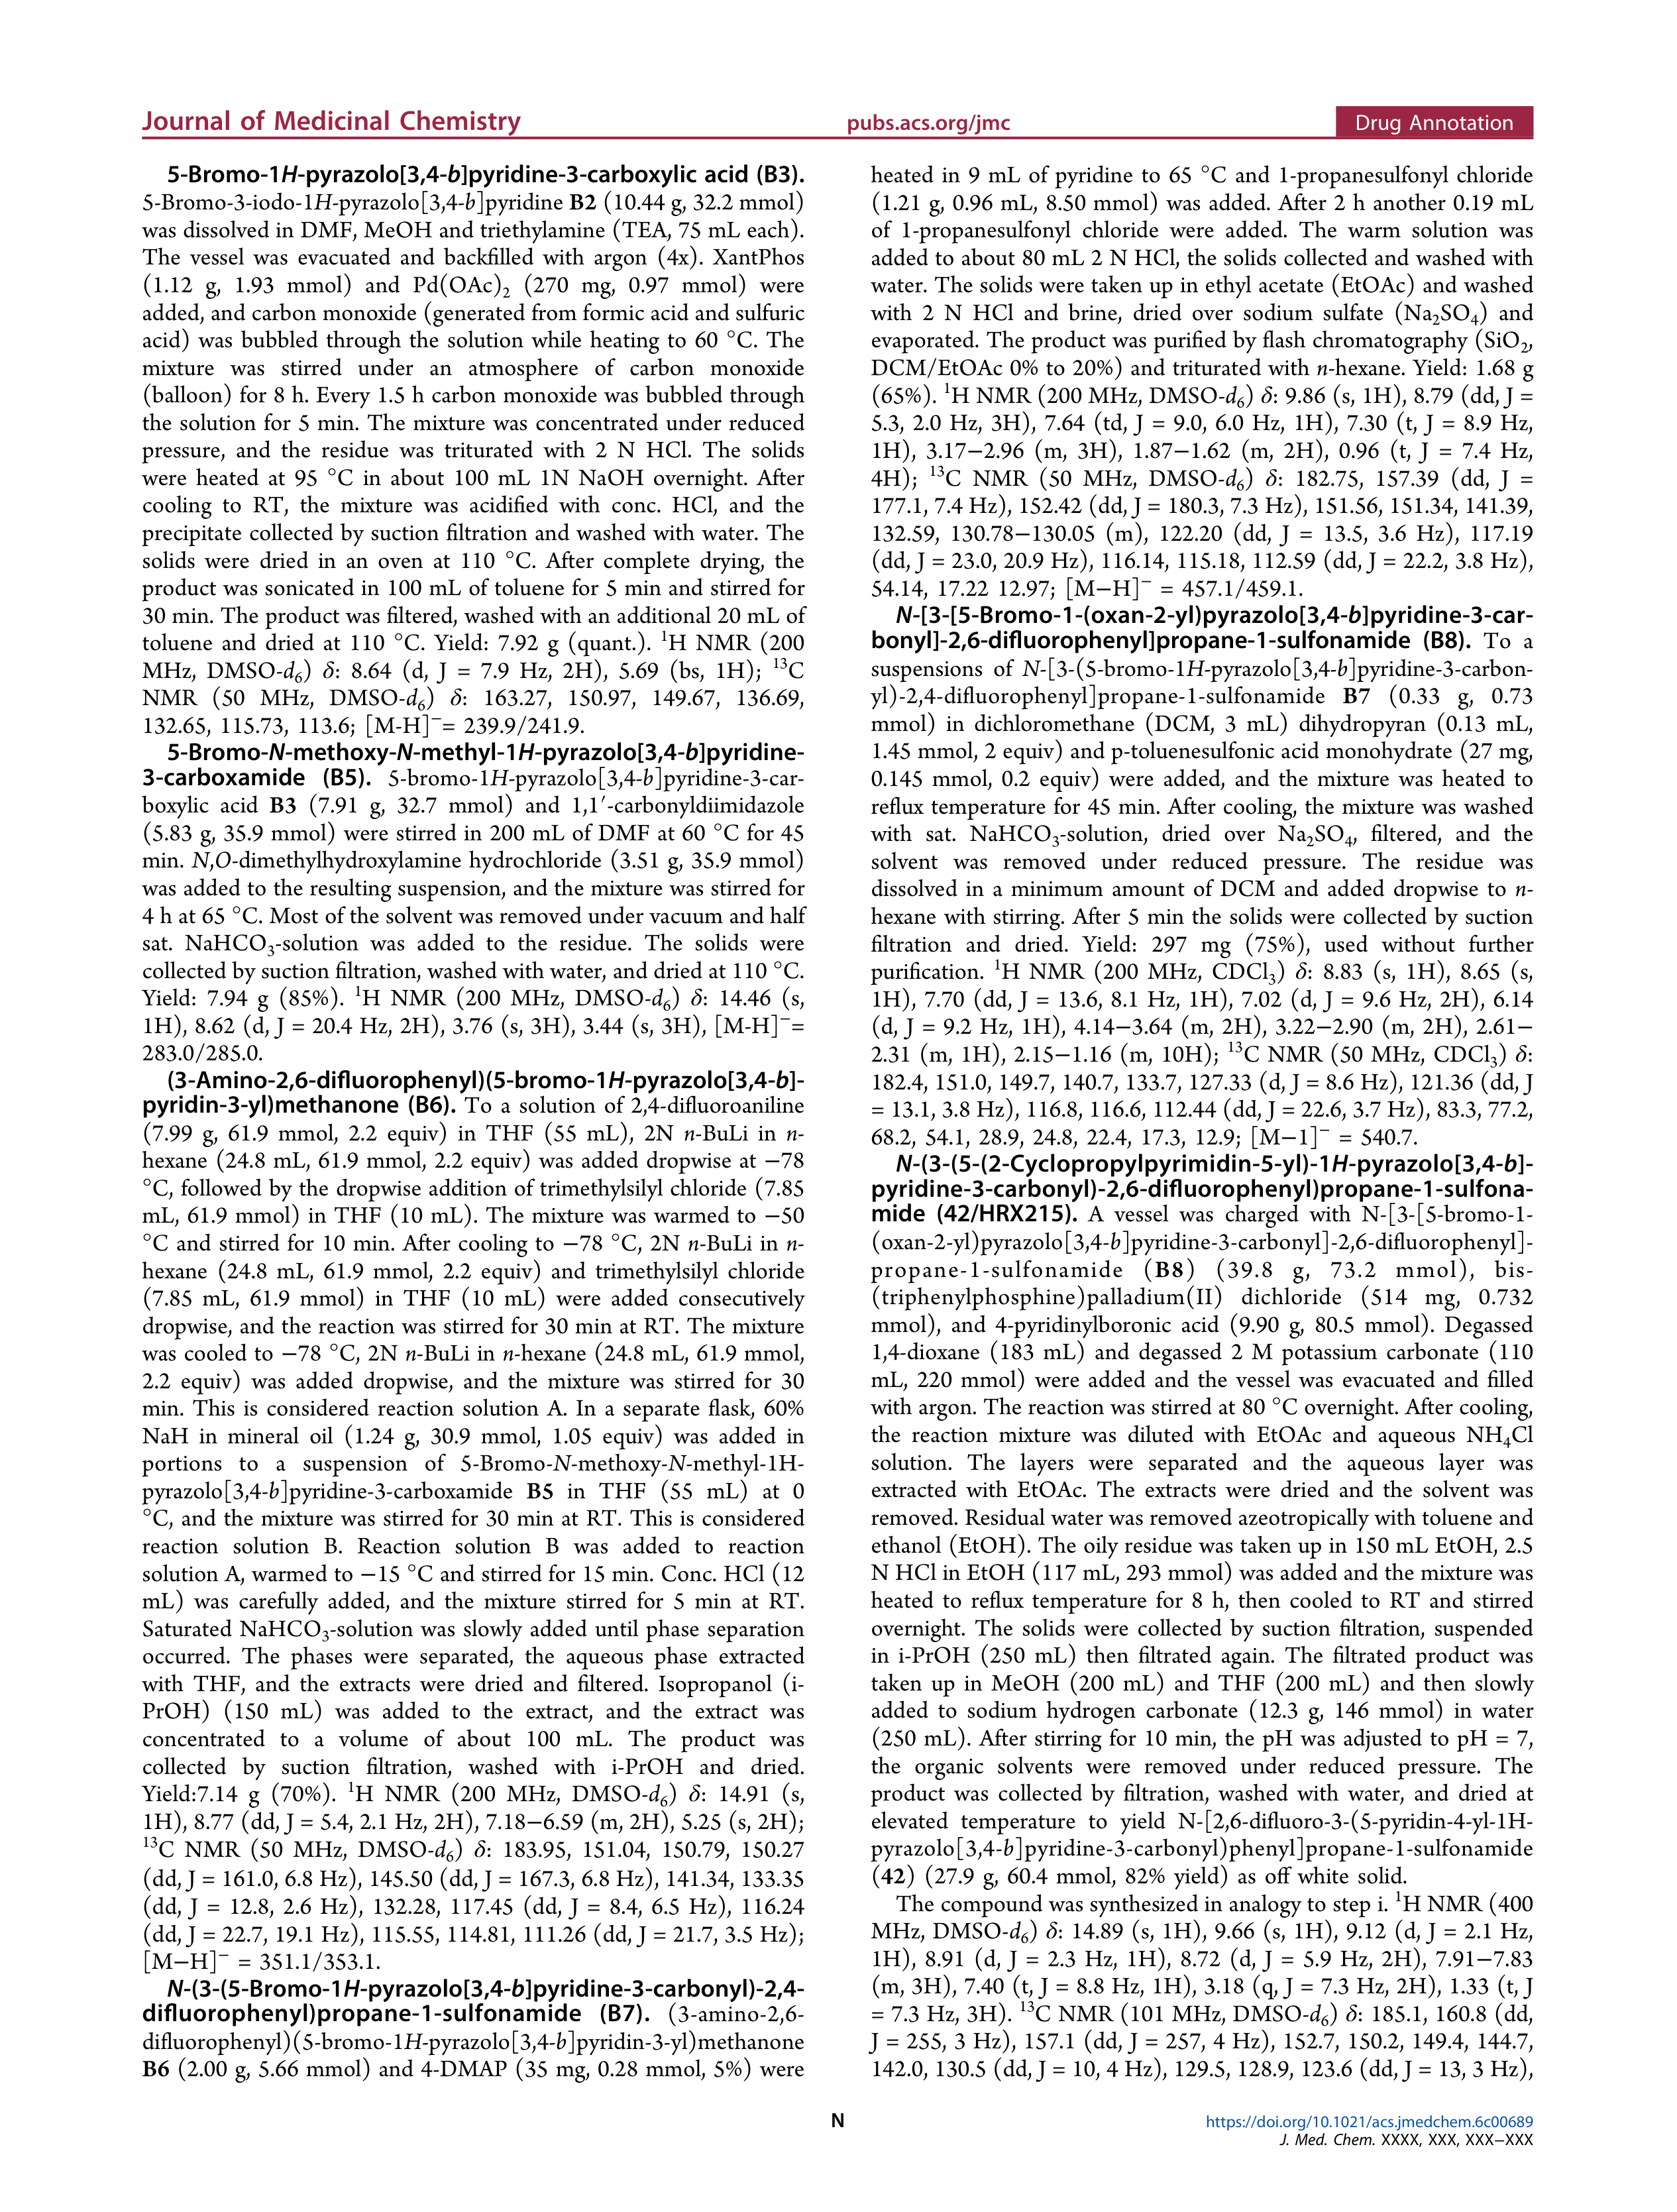 Journal of Medicinal Chemistry
pubs.acs.org/jmc
Drug Annotation
5-Bromo-1H-pyrazolo[3,4-b]pyridine-3-carboxylic acid (B3).
5-Bromo-3-iodo-1H-pyrazolo[3,4-b]pyridine B2 (10.44 g, 32.2 mmol)
was dissolved in DMF, MeOH and triethylamine (TEA, 75 mL each).
The vessel was evacuated and backfilled with argon (4x). XantPhos
(1.12 g, 1.93 mmol) and Pd(OAc)₂ (270 mg, 0.97 mmol) were
added, and carbon monoxide (generated from formic acid and sulfuric
acid) was bubbled through the solution while heating to 60 °C. The
mixture was stirred under an atmosphere of carbon monoxide
(balloon) for 8 h. Every 1.5 h carbon monoxide was bubbled through
the solution for 5 min. The mixture was concentrated under reduced
pressure, and the residue was triturated with 2 N HCl. The solids
were heated at 95 °C in about 100 mL 1N NaOH overnight. After
cooling to RT, the mixture was acidified with conc. HCl, and the
precipitate collected by suction filtration and washed with water. The
solids were dried in an oven at 110 °C. After complete drying, the
product was sonicated in 100 mL of toluene for 5 min and stirred for
30 min. The product was filtered, washed with an additional 20 mL of
toluene and dried at 110 °C. Yield: 7.92 g (quant.). ¹H NMR (200
MHz, DMSO-d₆) δ: 8.64 (d, J = 7.9 Hz, 2H), 5.69 (bs, 1H); ¹³C
NMR (50 MHz, DMSO-d₆) δ: 163.27, 150.97, 149.67, 136.69,
132.65, 115.73, 113.6; [M-H]⁻= 239.9/241.9.
5-Bromo-N-methoxy-N-methyl-1H-pyrazolo[3,4-b]pyridine-
3-carboxamide (B5). 5-bromo-1H-pyrazolo[3,4-b]pyridine-3-car-
boxylic acid B3 (7.91 g, 32.7 mmol) and 1,1′-carbonyldiimidazole
(5.83 g, 35.9 mmol) were stirred in 200 mL of DMF at 60 °C for 45
min. N,O-dimethylhydroxylamine hydrochloride (3.51 g, 35.9 mmol)
was added to the resulting suspension, and the mixture was stirred for
4 h at 65 °C. Most of the solvent was removed under vacuum and half
sat. NaHCO₃-solution was added to the residue. The solids were
collected by suction filtration, washed with water, and dried at 110 °C.
Yield: 7.94 g (85%). ¹H NMR (200 MHz, DMSO-d₆) δ: 14.46 (s,
1H), 8.62 (d, J = 20.4 Hz, 2H), 3.76 (s, 3H), 3.44 (s, 3H), [M-H]⁻=
283.0/285.0.
(3-Amino-2,6-difluorophenyl)(5-bromo-1H-pyrazolo[3,4-b]-
pyridin-3-yl)methanone (B6). To a solution of 2,4-difluoroaniline
(7.99 g, 61.9 mmol, 2.2 equiv) in THF (55 mL), 2N n-BuLi in n-
hexane (24.8 mL, 61.9 mmol, 2.2 equiv) was added dropwise at −78
°C, followed by the dropwise addition of trimethylsilyl chloride (7.85
mL, 61.9 mmol) in THF (10 mL). The mixture was warmed to −50
°C and stirred for 10 min. After cooling to −78 °C, 2N n-BuLi in n-
hexane (24.8 mL, 61.9 mmol, 2.2 equiv) and trimethylsilyl chloride
(7.85 mL, 61.9 mmol) in THF (10 mL) were added consecutively
dropwise, and the reaction was stirred for 30 min at RT. The mixture
was cooled to −78 °C, 2N n-BuLi in n-hexane (24.8 mL, 61.9 mmol,
2.2 equiv) was added dropwise, and the mixture was stirred for 30
min. This is considered reaction solution A. In a separate flask, 60%
NaH in mineral oil (1.24 g, 30.9 mmol, 1.05 equiv) was added in
portions to a suspension of 5-Bromo-N-methoxy-N-methyl-1H-
pyrazolo[3,4-b]pyridine-3-carboxamide B5 in THF (55 mL) at 0
°C, and the mixture was stirred for 30 min at RT. This is considered
reaction solution B. Reaction solution B was added to reaction
solution A, warmed to −15 °C and stirred for 15 min. Conc. HCl (12
mL) was carefully added, and the mixture stirred for 5 min at RT.
Saturated NaHCO₃-solution was slowly added until phase separation
occurred. The phases were separated, the aqueous phase extracted
with THF, and the extracts were dried and filtered. Isopropanol (i-
PrOH) (150 mL) was added to the extract, and the extract was
concentrated to a volume of about 100 mL. The product was
collected by suction filtration, washed with i-PrOH and dried.
Yield:7.14 g (70%). ¹H NMR (200 MHz, DMSO-d₆) δ: 14.91 (s,
1H), 8.77 (dd, J = 5.4, 2.1 Hz, 2H), 7.18−6.59 (m, 2H), 5.25 (s, 2H);
¹³C NMR (50 MHz, DMSO-d₆) δ: 183.95, 151.04, 150.79, 150.27
(dd, J = 161.0, 6.8 Hz), 145.50 (dd, J = 167.3, 6.8 Hz), 141.34, 133.35
(dd, J = 12.8, 2.6 Hz), 132.28, 117.45 (dd, J = 8.4, 6.5 Hz), 116.24
(dd, J = 22.7, 19.1 Hz), 115.55, 114.81, 111.26 (dd, J = 21.7, 3.5 Hz);
[M−H]⁻ = 351.1/353.1.
N-(3-(5-Bromo-1H-pyrazolo[3,4-b]pyridine-3-carbonyl)-2,4-
difluorophenyl)propane-1-sulfonamide (B7). (3-amino-2,6-
difluorophenyl)(5-bromo-1H-pyrazolo[3,4-b]pyridin-3-yl)methanone
B6 (2.00 g, 5.66 mmol) and 4-DMAP (35 mg, 0.28 mmol, 5%) were
heated in 9 mL of pyridine to 65 °C and 1-propanesulfonyl chloride
(1.21 g, 0.96 mL, 8.50 mmol) was added. After 2 h another 0.19 mL
of 1-propanesulfonyl chloride were added. The warm solution was
added to about 80 mL 2 N HCl, the solids collected and washed with
water. The solids were taken up in ethyl acetate (EtOAc) and washed
with 2 N HCl and brine, dried over sodium sulfate (Na₂SO₄) and
evaporated. The product was purified by flash chromatography (SiO₂,
DCM/EtOAc 0% to 20%) and triturated with n-hexane. Yield: 1.68 g
(65%). ¹H NMR (200 MHz, DMSO-d₆) δ: 9.86 (s, 1H), 8.79 (dd, J =
5.3, 2.0 Hz, 3H), 7.64 (td, J = 9.0, 6.0 Hz, 1H), 7.30 (t, J = 8.9 Hz,
1H), 3.17−2.96 (m, 3H), 1.87−1.62 (m, 2H), 0.96 (t, J = 7.4 Hz,
4H); ¹³C NMR (50 MHz, DMSO-d₆) δ: 182.75, 157.39 (dd, J =
177.1, 7.4 Hz), 152.42 (dd, J = 180.3, 7.3 Hz), 151.56, 151.34, 141.39,
132.59, 130.78−130.05 (m), 122.20 (dd, J = 13.5, 3.6 Hz), 117.19
(dd, J = 23.0, 20.9 Hz), 116.14, 115.18, 112.59 (dd, J = 22.2, 3.8 Hz),
54.14, 17.22 12.97; [M−H]⁻ = 457.1/459.1.
N-[3-[5-Bromo-1-(oxan-2-yl)pyrazolo[3,4-b]pyridine-3-car-
bonyl]-2,6-difluorophenyl]propane-1-sulfonamide (B8). To a
suspensions of N-[3-(5-bromo-1H-pyrazolo[3,4-b]pyridine-3-carbon-
yl)-2,4-difluorophenyl]propane-1-sulfonamide B7 (0.33 g, 0.73
mmol) in dichloromethane (DCM, 3 mL) dihydropyran (0.13 mL,
1.45 mmol, 2 equiv) and p-toluenesulfonic acid monohydrate (27 mg,
0.145 mmol, 0.2 equiv) were added, and the mixture was heated to
reflux temperature for 45 min. After cooling, the mixture was washed
with sat. NaHCO₃-solution, dried over Na₂SO₄, filtered, and the
solvent was removed under reduced pressure. The residue was
dissolved in a minimum amount of DCM and added dropwise to n-
hexane with stirring. After 5 min the solids were collected by suction
filtration and dried. Yield: 297 mg (75%), used without further
purification. ¹H NMR (200 MHz, CDCl₃) δ: 8.83 (s, 1H), 8.65 (s,
1H), 7.70 (dd, J = 13.6, 8.1 Hz, 1H), 7.02 (d, J = 9.6 Hz, 2H), 6.14
(d, J = 9.2 Hz, 1H), 4.14−3.64 (m, 2H), 3.22−2.90 (m, 2H), 2.61−
2.31 (m, 1H), 2.15−1.16 (m, 10H); ¹³C NMR (50 MHz, CDCl₃) δ:
182.4, 151.0, 149.7, 140.7, 133.7, 127.33 (d, J = 8.6 Hz), 121.36 (dd, J
= 13.1, 3.8 Hz), 116.8, 116.6, 112.44 (dd, J = 22.6, 3.7 Hz), 83.3, 77.2,
68.2, 54.1, 28.9, 24.8, 22.4, 17.3, 12.9; [M−1]⁻ = 540.7.
N-(3-(5-(2-Cyclopropylpyrimidin-5-yl)-1H-pyrazolo[3,4-b]-
pyridine-3-carbonyl)-2,6-difluorophenyl)propane-1-sulfona-
mide (42/HRX215). A vessel was charged with N-[3-[5-bromo-1-
(oxan-2-yl)pyrazolo[3,4-b]pyridine-3-carbonyl]-2,6-difluorophenyl]-
propane-1-sulfonamide (B8) (39.8 g, 73.2 mmol), bis-
(triphenylphosphine)palladium(II) dichloride (514 mg, 0.732
mmol), and 4-pyridinylboronic acid (9.90 g, 80.5 mmol). Degassed
1,4-dioxane (183 mL) and degassed 2 M potassium carbonate (110
mL, 220 mmol) were added and the vessel was evacuated and filled
with argon. The reaction was stirred at 80 °C overnight. After cooling,
the reaction mixture was diluted with EtOAc and aqueous NH₄Cl
solution. The layers were separated and the aqueous layer was
extracted with EtOAc. The extracts were dried and the solvent was
removed. Residual water was removed azeotropically with toluene and
ethanol (EtOH). The oily residue was taken up in 150 mL EtOH, 2.5
N HCl in EtOH (117 mL, 293 mmol) was added and the mixture was
heated to reflux temperature for 8 h, then cooled to RT and stirred
overnight. The solids were collected by suction filtration, suspended
in i-PrOH (250 mL) then filtrated again. The filtrated product was
taken up in MeOH (200 mL) and THF (200 mL) and then slowly
added to sodium hydrogen carbonate (12.3 g, 146 mmol) in water
(250 mL). After stirring for 10 min, the pH was adjusted to pH = 7,
the organic solvents were removed under reduced pressure. The
product was collected by filtration, washed with water, and dried at
elevated temperature to yield N-[2,6-difluoro-3-(5-pyridin-4-yl-1H-
pyrazolo[3,4-b]pyridine-3-carbonyl)phenyl]propane-1-sulfonamide
(42) (27.9 g, 60.4 mmol, 82% yield) as off white solid.
The compound was synthesized in analogy to step i. ¹H NMR (400
MHz, DMSO-d₆) δ: 14.89 (s, 1H), 9.66 (s, 1H), 9.12 (d, J = 2.1 Hz,
1H), 8.91 (d, J = 2.3 Hz, 1H), 8.72 (d, J = 5.9 Hz, 2H), 7.91−7.83
(m, 3H), 7.40 (t, J = 8.8 Hz, 1H), 3.18 (q, J = 7.3 Hz, 2H), 1.33 (t, J
= 7.3 Hz, 3H). ¹³C NMR (101 MHz, DMSO-d₆) δ: 185.1, 160.8 (dd,
J = 255, 3 Hz), 157.1 (dd, J = 257, 4 Hz), 152.7, 150.2, 149.4, 144.7,
142.0, 130.5 (dd, J = 10, 4 Hz), 129.5, 128.9, 123.6 (dd, J = 13, 3 Hz),
N
https://doi.org/10.1021/acs.jmedchem.6c00689
J. Med. Chem. XXXX, XXX, XXX−XXX